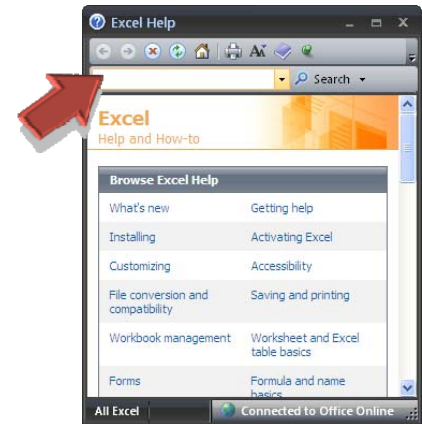 Excel Help
Search
Excel
Help and How-to
Browse Excel Help
What's new Getting help
Installing Activating Excel
Customizing Accessibility
File conversion and Saving and printing
compatibility
Workbook management Worksheet and Excel
table basics
Forms Formula and name
basics
All Excel Connected to Office Online